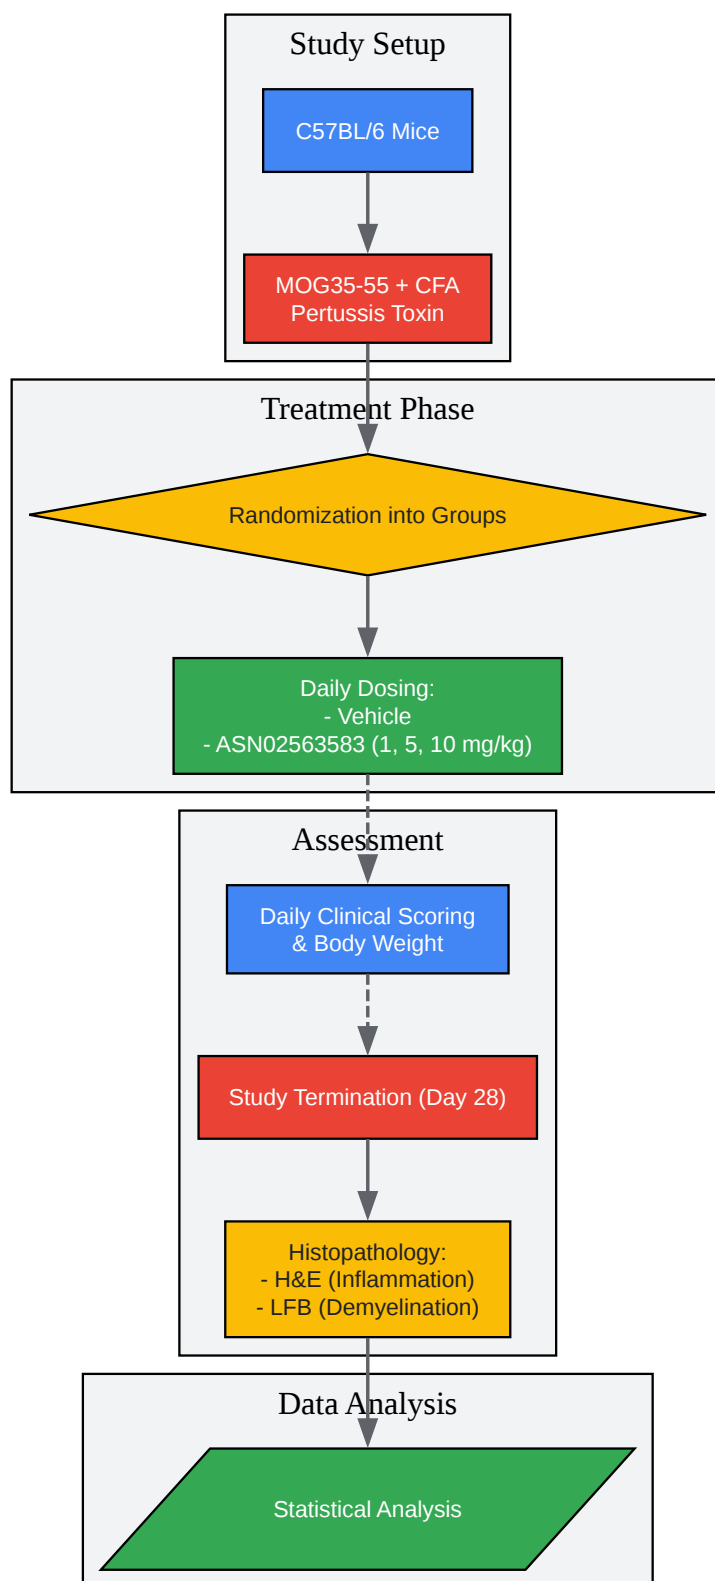 Study Setup
C57BL/6 Mice
MOG35-55 + CFA
Pertussis Toxin
Treatment Phase
Randomization into Groups
Daily Dosing:
- Vehicle
- ASN02563583 (1, 5, 10 mg/kg)
Assessment
Daily Clinical Scoring
& Body Weight
Study Termination (Day 28)
Histopathology:
- H&E (Inflammation)
- LFB (Demyelination)
Data Analysis
Statistical Analysis